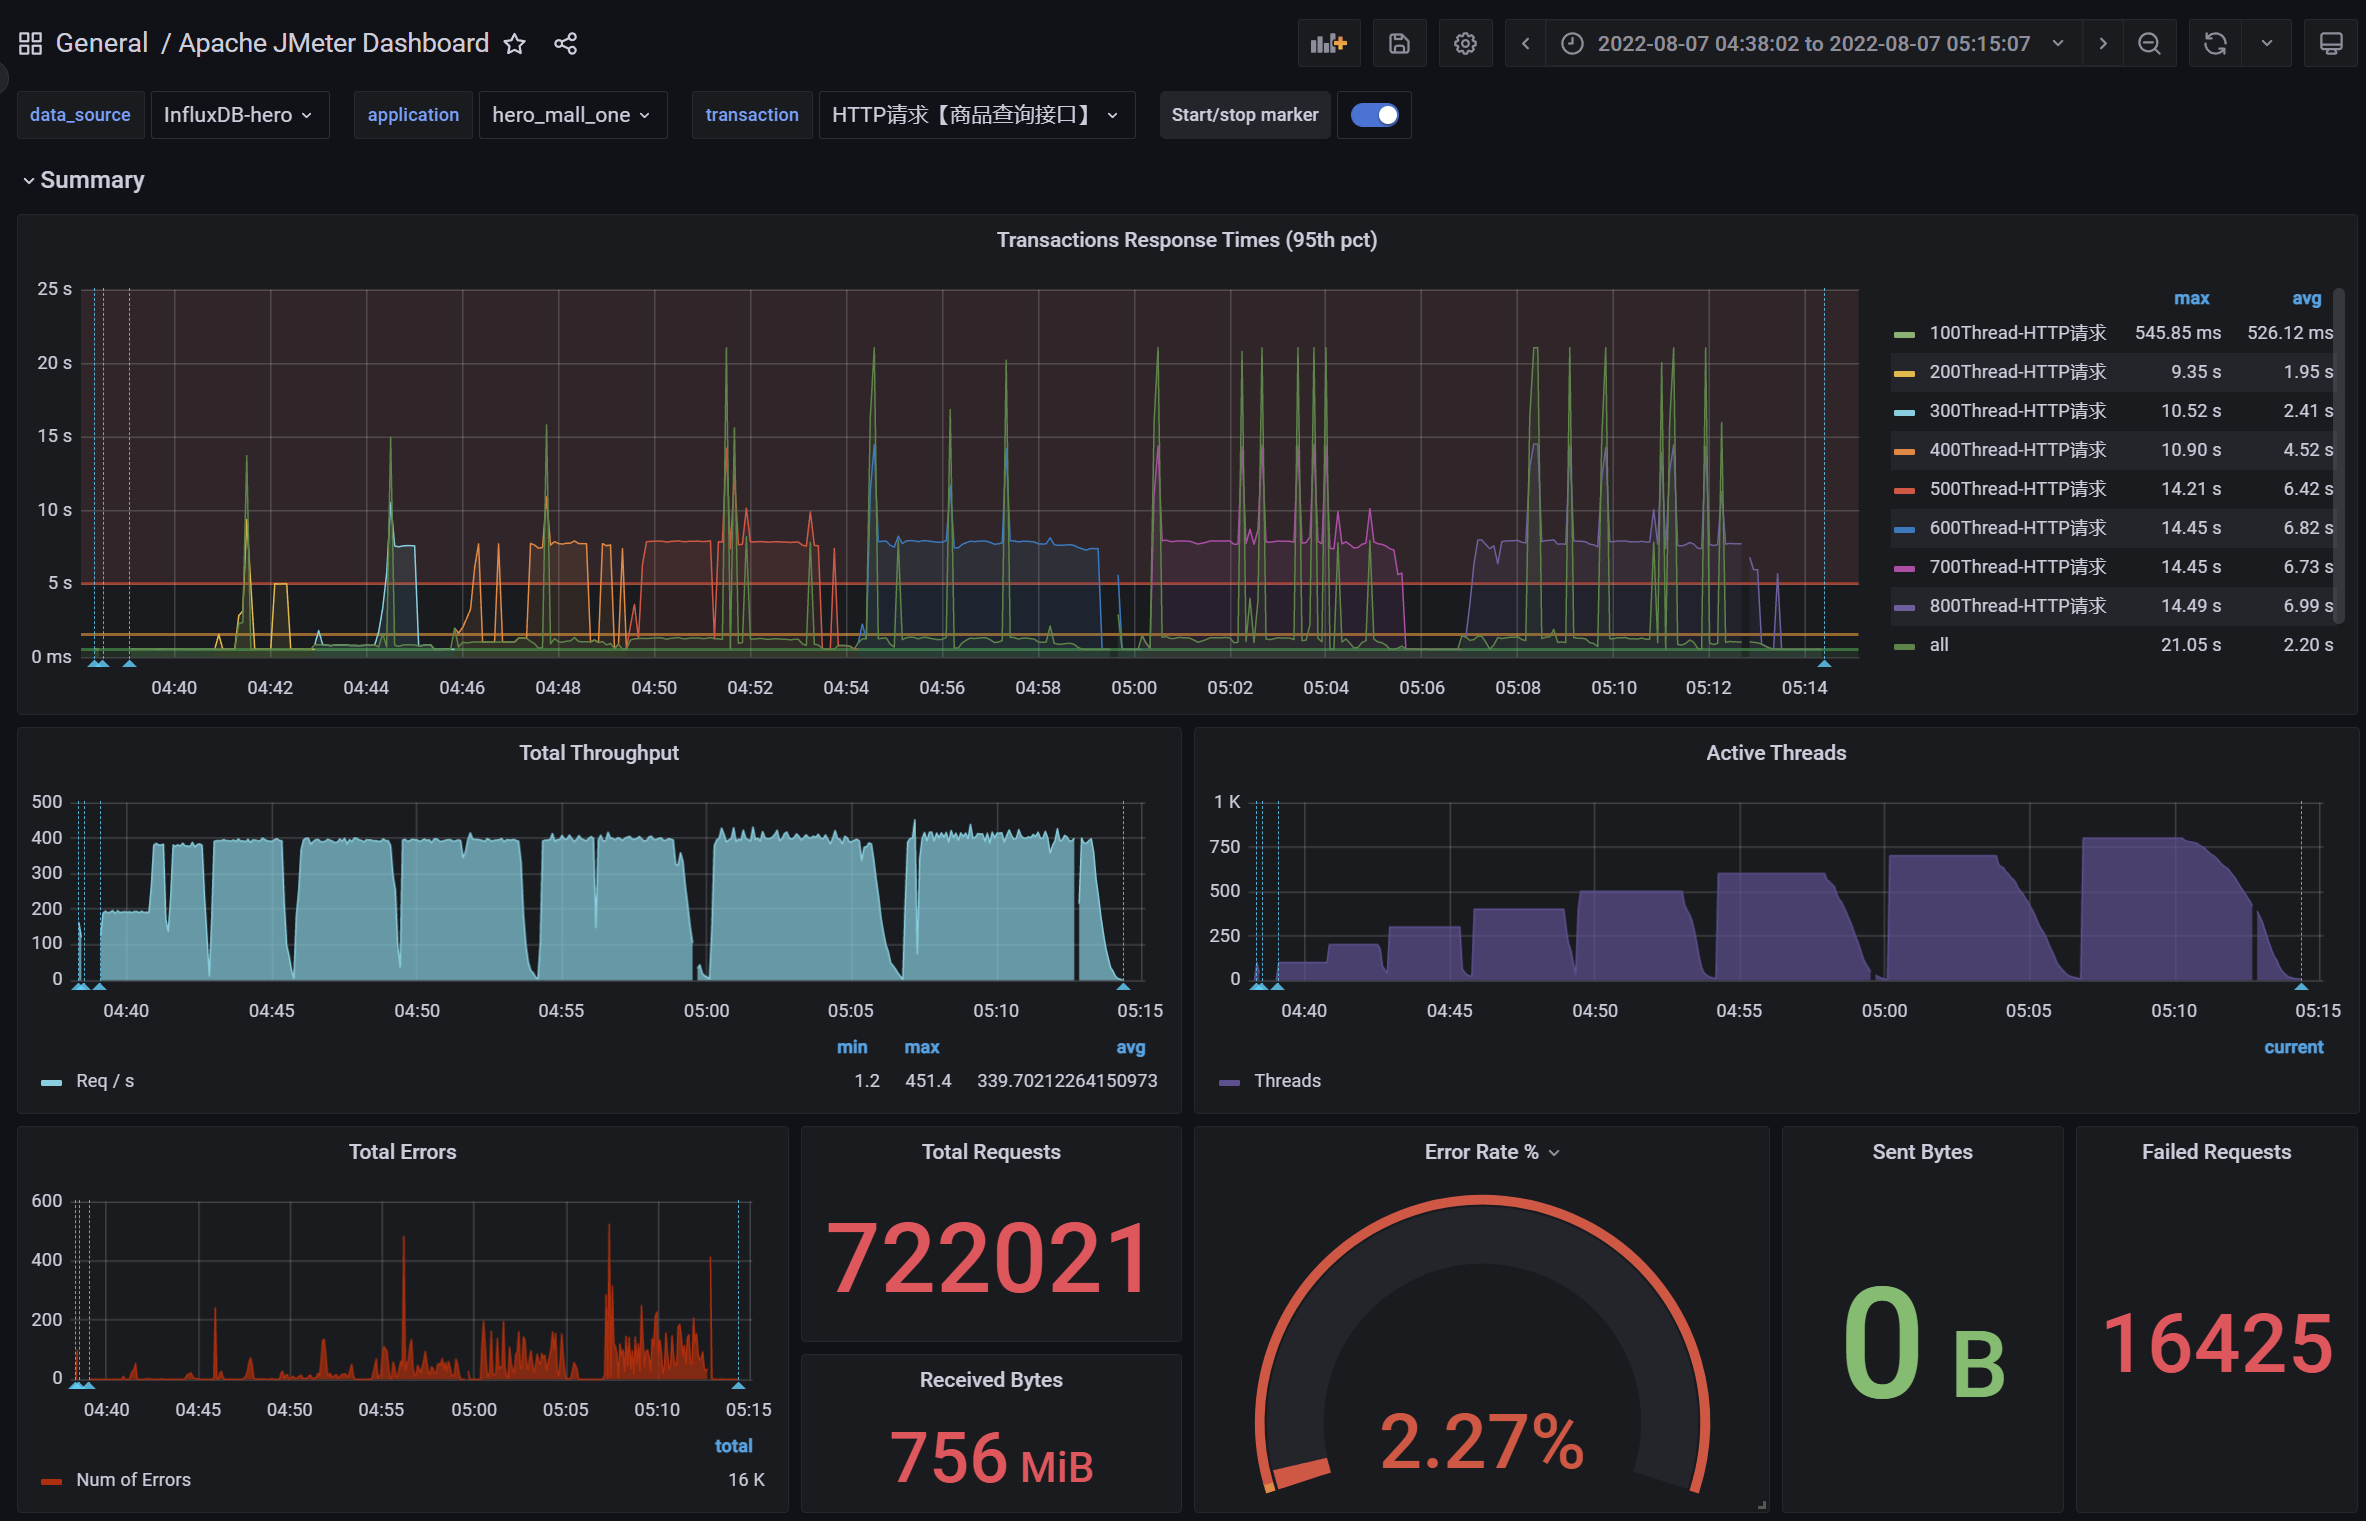 General / Apache JMeter Dashboard
2022-08-07 04:38:02 to 2022-08-07 05:15:07
data_source InfluxDB-hero application hero_mall_one transaction HTTP请求【商品查询接口】 Start/stop marker
Summary
Transactions Response Times (95th pct)
25 s
20 s
15 s
10 s
5 s
0 ms
04:40 04:42 04:44 04:46 04:48 04:50 04:52 04:54 04:56 04:58 05:00 05:02 05:04 05:06 05:08 05:10 05:12 05:14
max avg
100Thread-HTTP请求 545.85 ms 526.12 ms
200Thread-HTTP请求 9.35 s 1.95 s
300Thread-HTTP请求 10.52 s 2.41 s
400Thread-HTTP请求 10.90 s 4.52 s
500Thread-HTTP请求 14.21 s 6.42 s
600Thread-HTTP请求 14.45 s 6.82 s
700Thread-HTTP请求 14.45 s 6.73 s
800Thread-HTTP请求 14.49 s 6.99 s
all 21.05 s 2.20 s
Total Throughput
500
400
300
200
100
0
04:40 04:45 04:50 04:55 05:00 05:05 05:10 05:15
min max avg
Req / s 1.2 451.4 339.70212264150973
Active Threads
1 K
750
500
250
0
04:40 04:45 04:50 04:55 05:00 05:05 05:10 05:15
current
Threads
Total Errors
600
400
200
0
04:40 04:45 04:50 04:55 05:00 05:05 05:10 05:15
total
Num of Errors 16 K
Total Requests
722021
Received Bytes
756 MiB
Error Rate %
2.27%
Sent Bytes
0 B
Failed Requests
16425